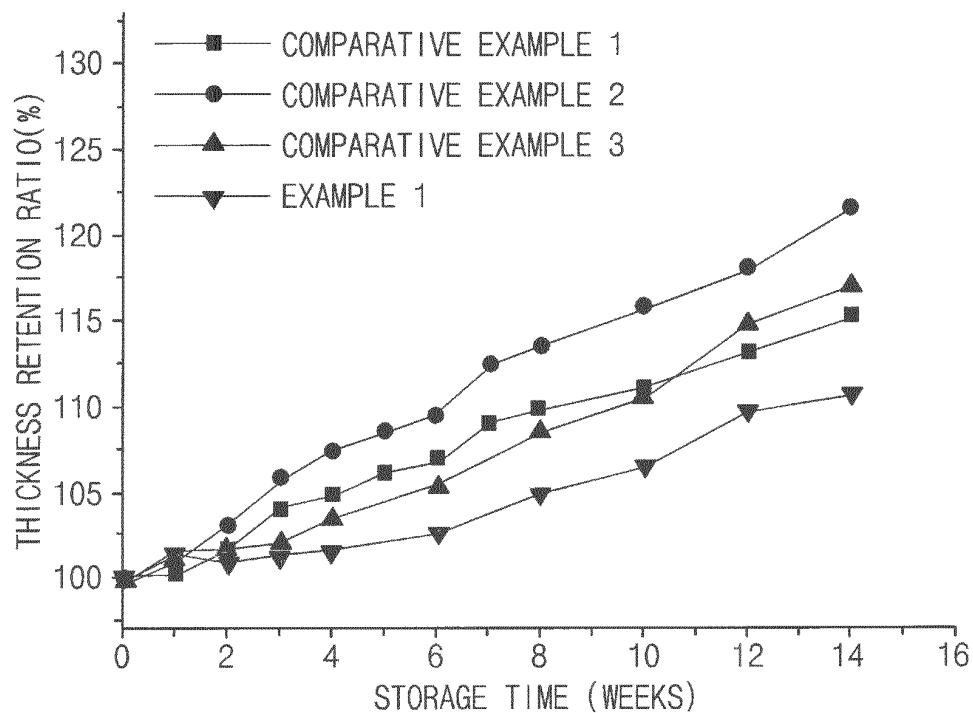 COMPARATIVE EXAMPLE 1
COMPARATIVE EXAMPLE 2
COMPARATIVE EXAMPLE 3
EXAMPLE 1
THICKNESS RETENTION RATIO(%)
130
125
120
115
110
105
100
0 2 4 6 8 10 12 14 16
STORAGE TIME (WEEKS)